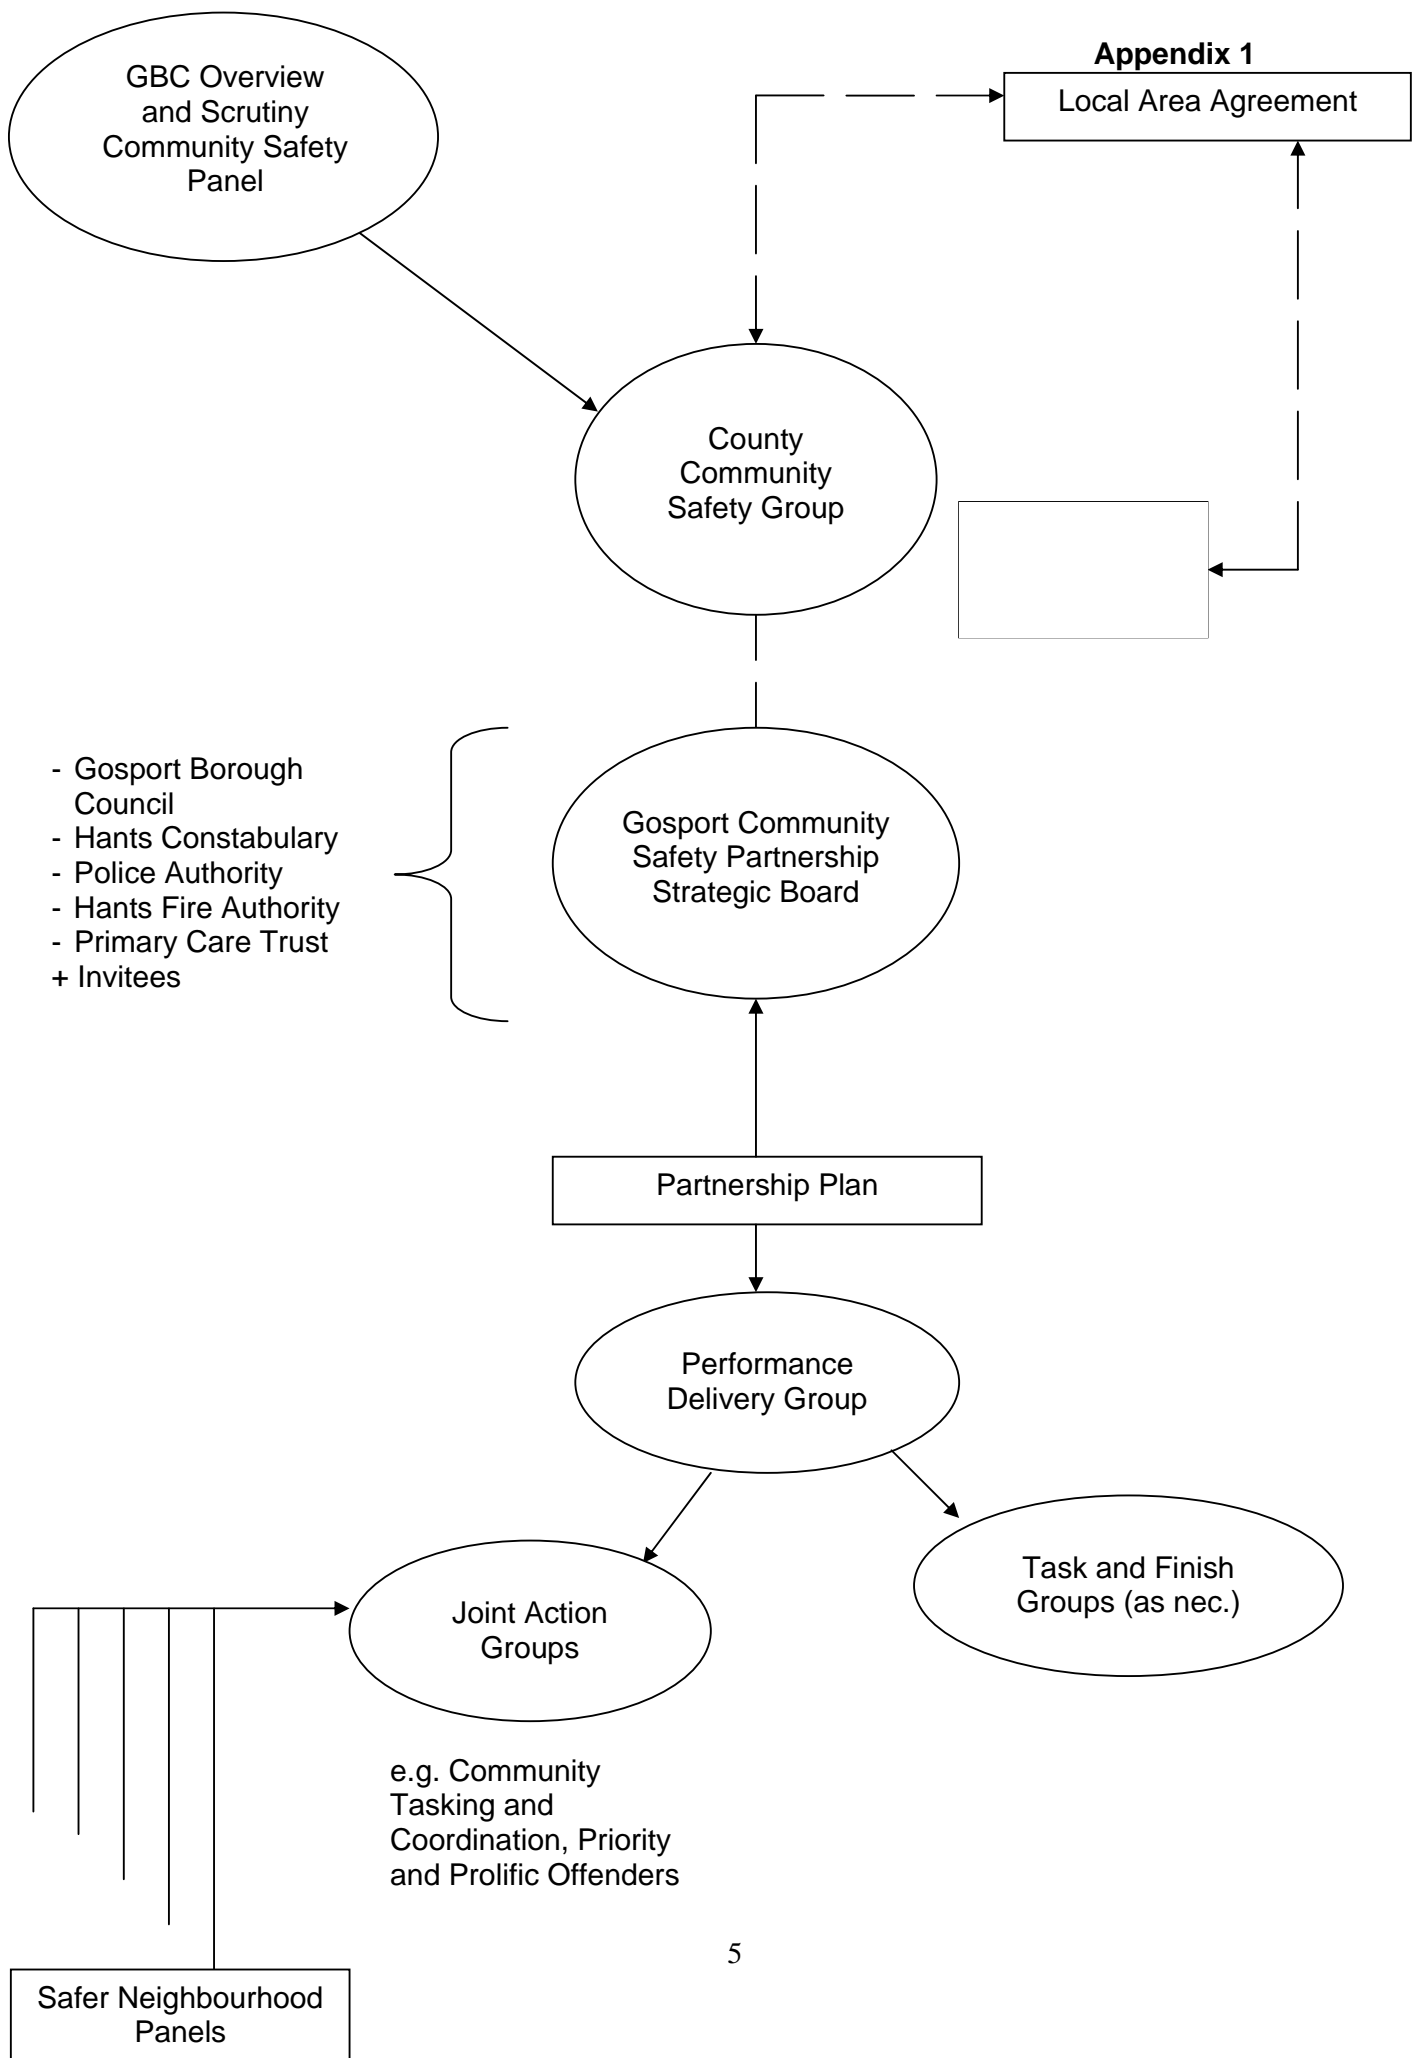 GBC Overview
and Scrutiny
Community Safety
Panel
Appendix 1
Local Area Agreement
County
Community
Safety Group
- Gosport Borough
Council
- Hants Constabulary
- Police Authority
- Hants Fire Authority
- Primary Care Trust
+ Invitees
Gosport Community
Safety Partnership
Strategic Board
Partnership Plan
Performance
Delivery Group
Joint Action
Groups
Task and Finish
Groups (as nec.)
e.g. Community
Tasking and
Coordination, Priority
and Prolific Offenders
5
Safer Neighbourhood
Panels